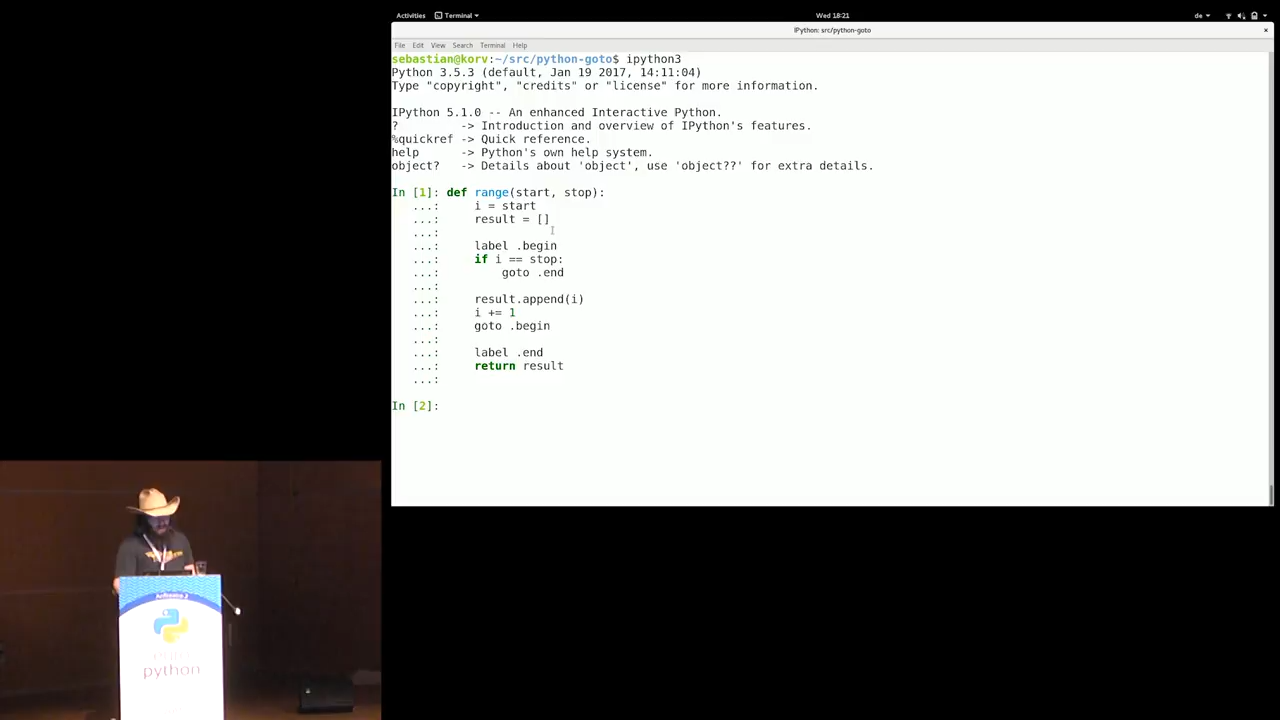 Activities Terminal Wed 18:21 de
IPython: src/python-goto ×
File Edit View Search Terminal Help
sebastian@korv:~/src/python-goto$ ipython3
Python 3.5.3 (default, Jan 19 2017, 14:11:04)
Type "copyright", "credits" or "license" for more information.
IPython 5.1.0 -- An enhanced Interactive Python.
? -> Introduction and overview of IPython's features.
%quickref -> Quick reference.
help -> Python's own help system.
object? -> Details about 'object', use 'object??' for extra details.
In [1]: def range(start, stop):
...: i = start
...: result = []
...:
...: label .begin
...: if i == stop:
...: goto .end
...:
...: result.append(i)
...: i += 1
...: goto .begin
...:
...: label .end
...: return result
...:
In [2]:
Anfiteatro 2
euro
python